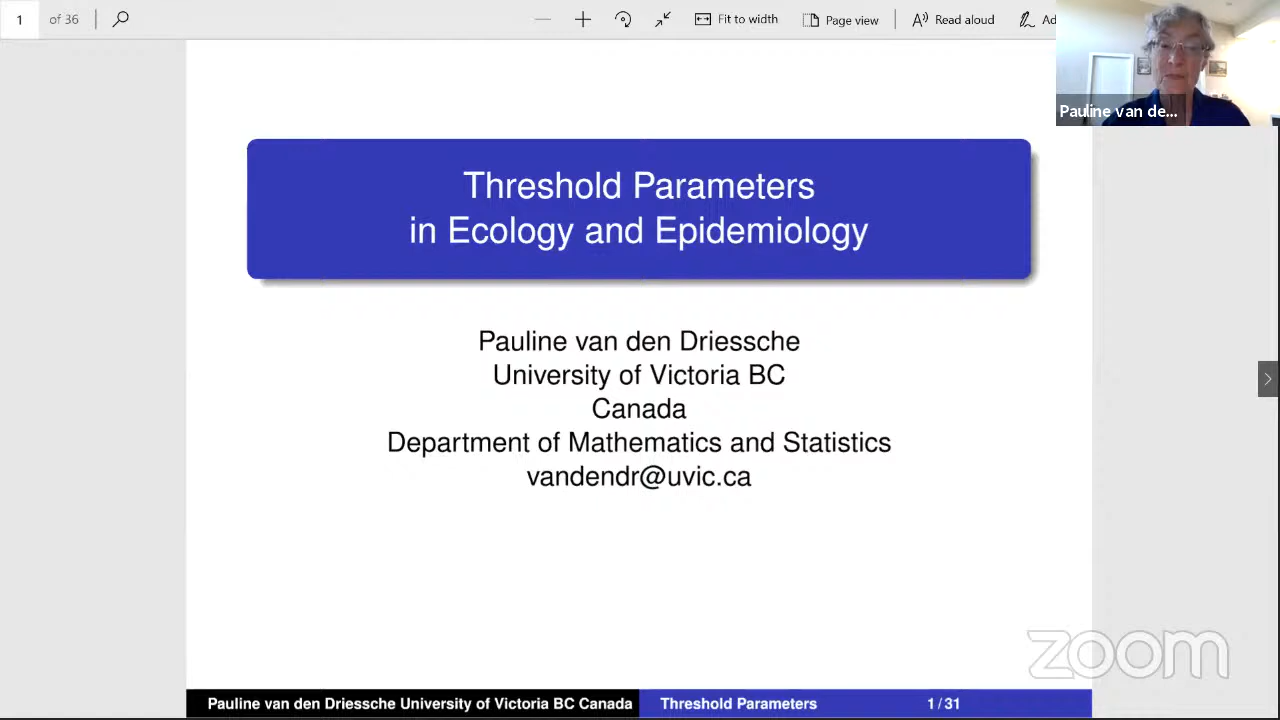 1 of 36
Fit to width
Page view
Read aloud
Pauline van de...
Threshold Parameters
in Ecology and Epidemiology
Pauline van den Driessche
University of Victoria BC
Canada
Department of Mathematics and Statistics
vandendr@uvic.ca
zoom
Pauline van den Driessche University of Victoria BC Canada Threshold Parameters 1 / 31